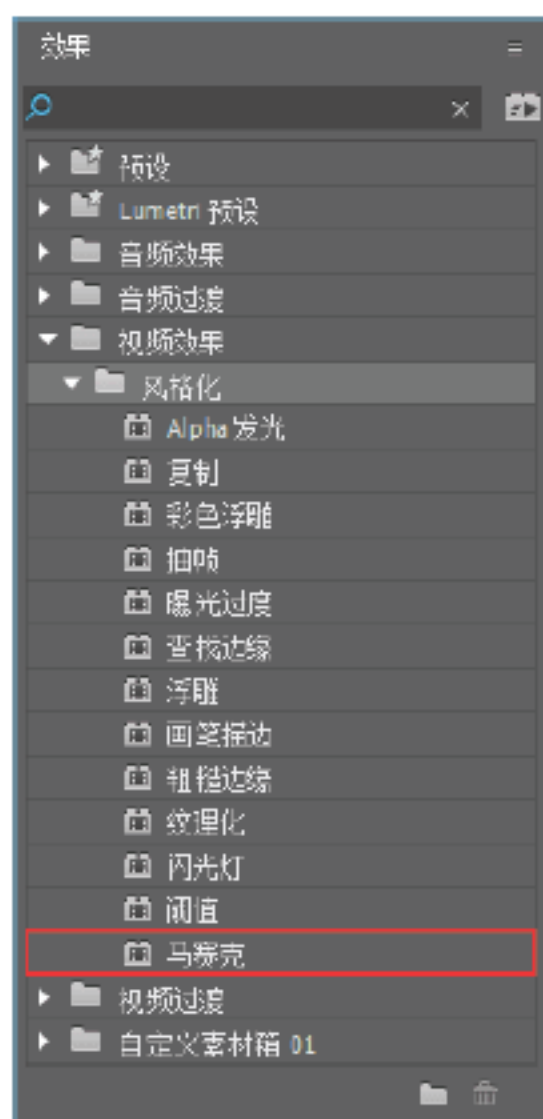 效果
预设
Lumetri 预设
音频效果
音频过渡
视频效果
风格化
Alpha 发光
复制
彩色浮雕
抽帧
曝光过度
查找边缘
浮雕
画笔描边
粗糙边缘
纹理化
闪光灯
阈值
马赛克
视频过渡
自定义素材箱 01